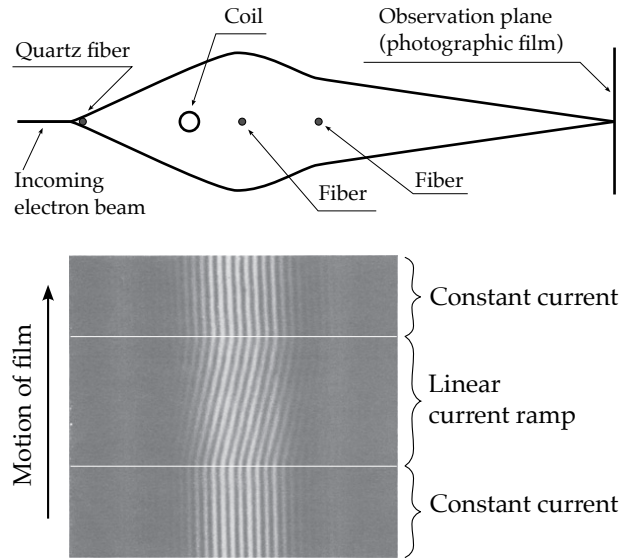 Coil
Observation plane
(photographic film)
Quartz fiber
Incoming
electron beam
Fiber
Fiber
Motion of film
Constant current
Linear
current ramp
Constant current